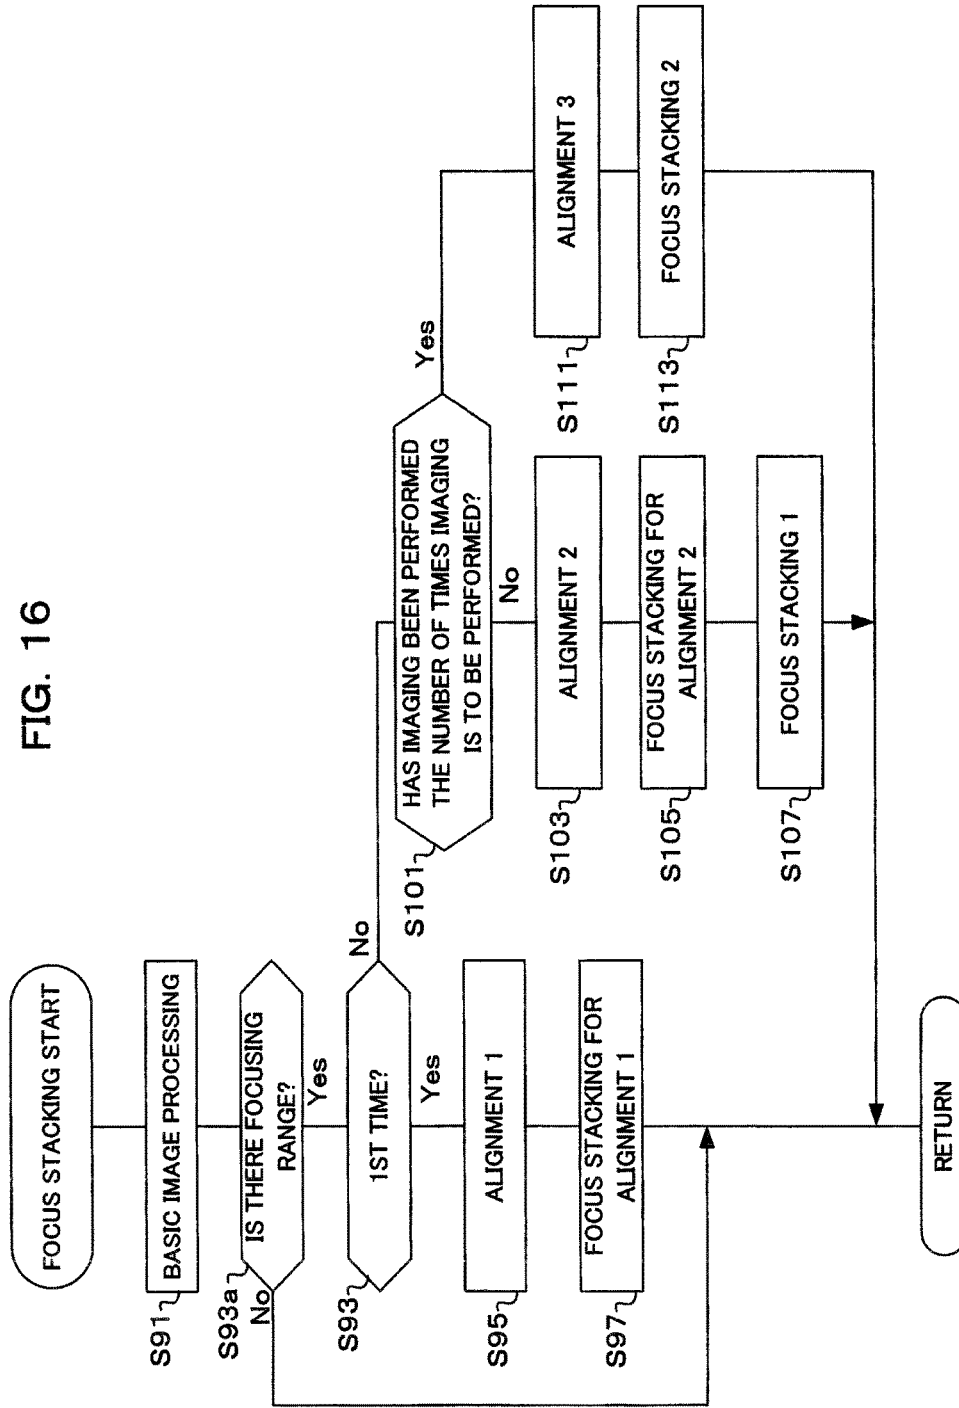 FIG. 16
FOCUS STACKING START
S91
BASIC IMAGE PROCESSING
S93a
IS THERE FOCUSING
RANGE?
No
Yes
S93
1ST TIME?
No
Yes
S95
ALIGNMENT 1
S97
FOCUS STACKING FOR
ALIGNMENT 1
S101
HAS IMAGING BEEN PERFORMED
THE NUMBER OF TIMES IMAGING
IS TO BE PERFORMED?
Yes
No
S103
ALIGNMENT 2
S105
FOCUS STACKING FOR
ALIGNMENT 2
S107
FOCUS STACKING 1
S111
ALIGNMENT 3
S113
FOCUS STACKING 2
RETURN